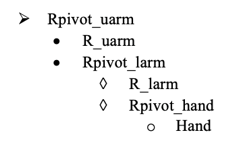 ➢ Rpivot_uarm
• R_uarm
• Rpivot_larm
◊ R_larm
◊ Rpivot_hand
○ Hand